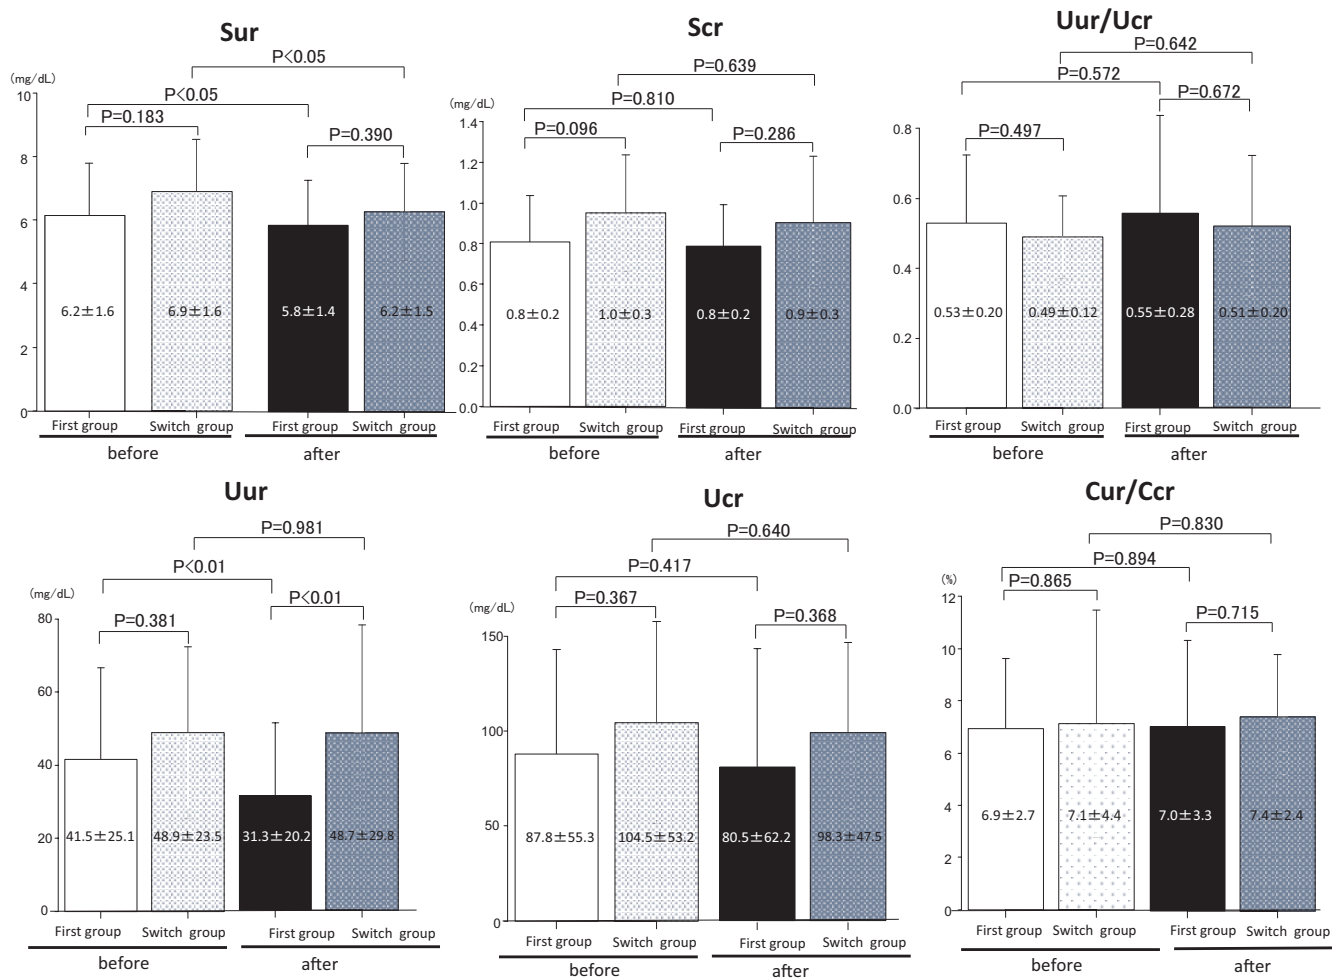 Sur
P<0.05
(mg/dL)
P<0.05
P=0.183
P=0.390
10
8
6
4
2
0
6.2±1.6
6.9±1.6
5.8±1.4
6.2±1.5
First group
Switch group
First group
Switch group
before
after
Scr
P=0.639
(mg/dL)
P=0.810
P=0.096
P=0.286
1.4
1.2
1.0
0.8
0.6
0.4
0.2
0.0
0.8±0.2
1.0±0.3
0.8±0.2
0.9±0.3
First group
Switch group
First group
Switch group
before
after
Uur/Ucr
P=0.642
P=0.572
P=0.672
P=0.497
0.8
0.6
0.4
0.2
0.0
0.53±0.20
0.49±0.12
0.55±0.28
0.51±0.20
First group
Switch group
First group
Switch group
before
after
Uur
P=0.981
P<0.01
(mg/dL)
P<0.01
P=0.381
80
60
40
20
0
41.5±25.1
48.9±23.5
31.3±20.2
48.7±29.8
First group
Switch group
First group
Switch group
before
after
Ucr
P=0.640
P=0.417
(mg/dL)
P=0.367
P=0.368
150
100
50
0
87.8±55.3
104.5±53.2
80.5±62.2
98.3±47.5
First group
Switch group
First group
Switch group
before
after
Cur/Ccr
P=0.830
P=0.894
(%)
P=0.865
P=0.715
12
10
8
6
4
2
0
6.9±2.7
7.1±4.4
7.0±3.3
7.4±2.4
First group
Switch group
First group
Switch group
before
after